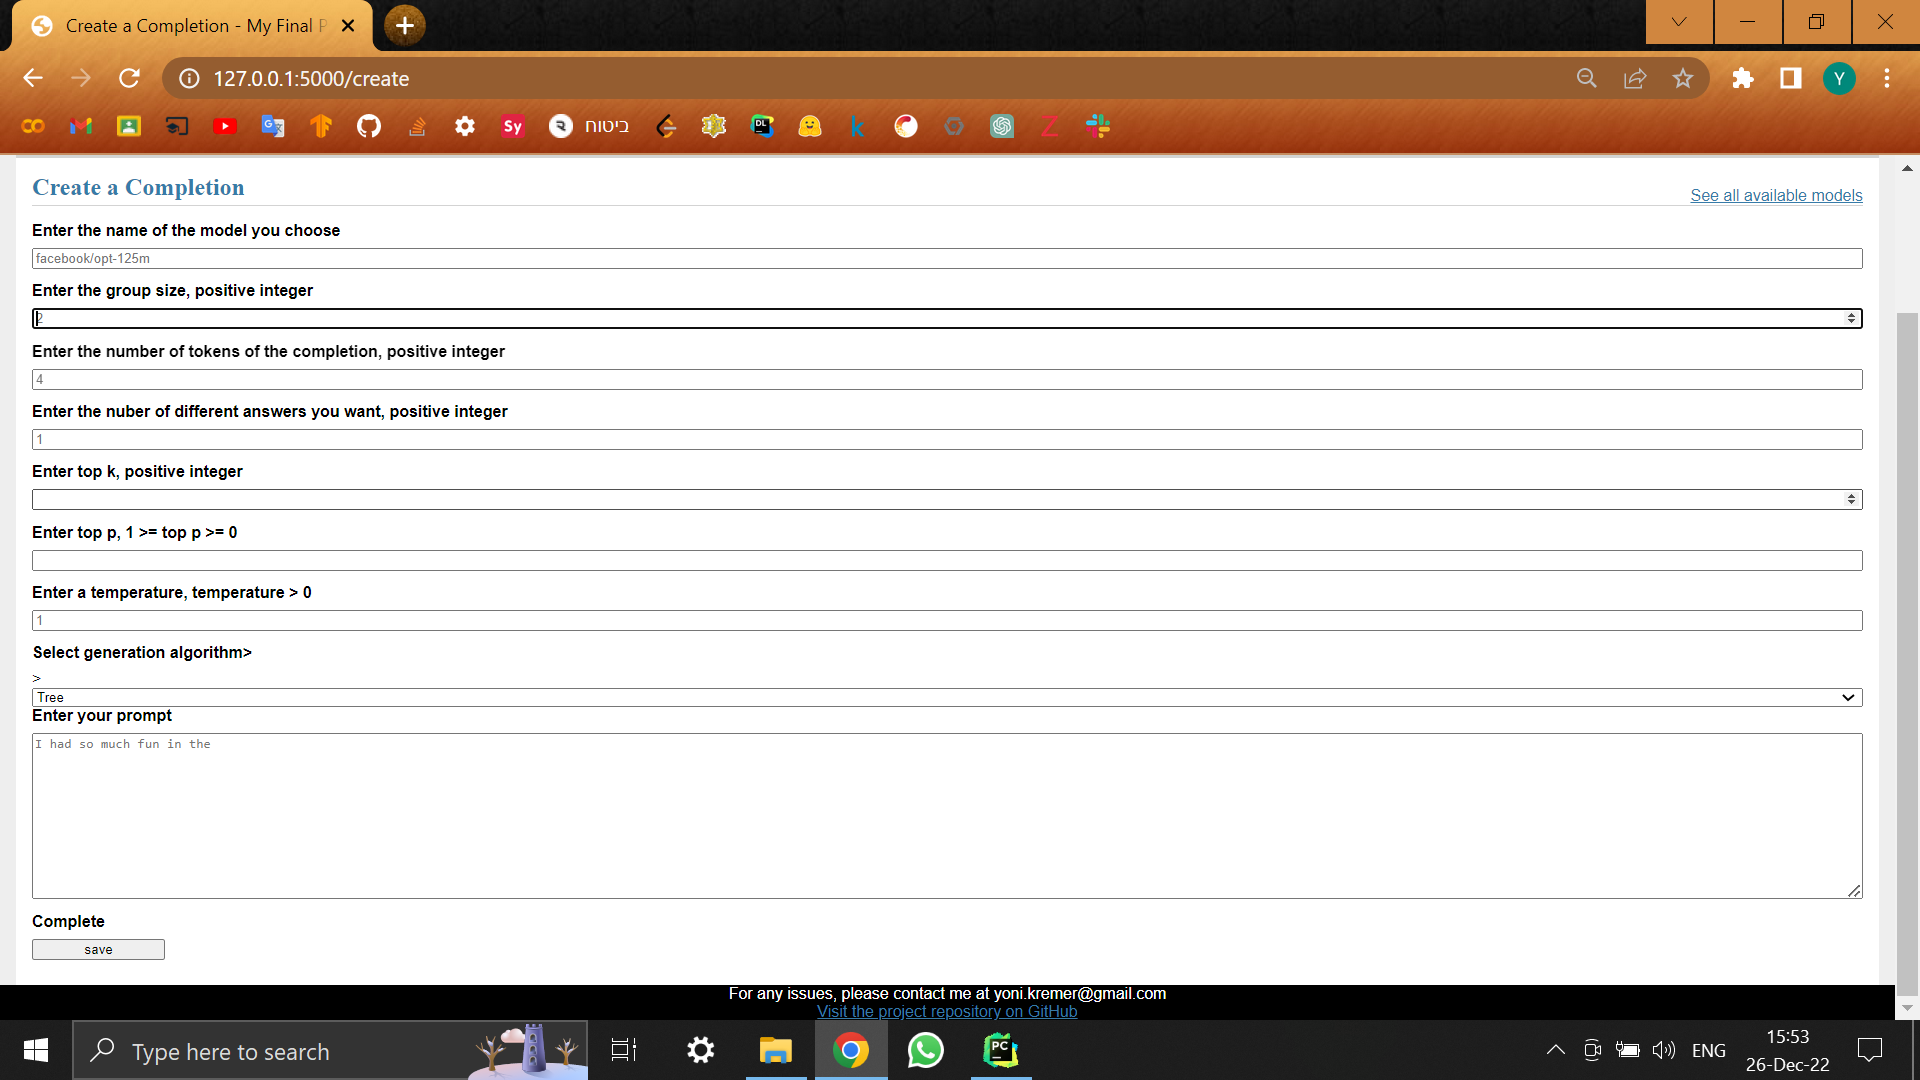 Create a Completion - My Final P
127.0.0.1:5000/create
Y
Sy
ביטוח
DL
Create a Completion
See all available models
Enter the name of the model you choose
facebook/opt-125m
Enter the group size, positive integer
2
Enter the number of tokens of the completion, positive integer
4
Enter the nuber of different answers you want, positive integer
1
Enter top k, positive integer
Enter top p, 1 >= top p >= 0
Enter a temperature, temperature > 0
1
Select generation algorithm>
>
Tree
Enter your prompt
I had so much fun in the
Complete
save
For any issues, please contact me at yoni.kremer@gmail.com
Visit the project repository on GitHub
Type here to search
PC
ENG
15:53
26-Dec-22